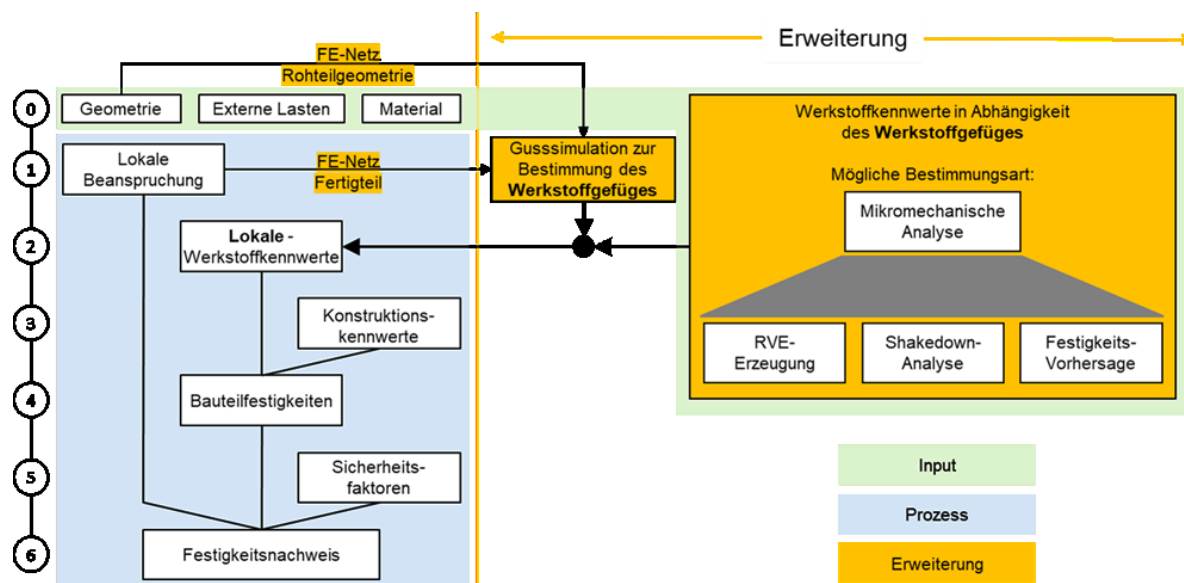 Erweiterung
FE-Netz
Rohteilgeometrie
0
Geometrie
Externe Lasten
Material
1
Lokale
Beanspruchung
FE-Netz
Fertigteil
Gusssimulation zur
Bestimmung des
Werkstoffgefüges
Werkstoffkennwerte in Abhängigkeit
des Werkstoffgefüges
Mögliche Bestimmungsart:
Mikromechanische
Analyse
2
Lokale -
Werkstoffkennwerte
3
Konstruktions-
kennwerte
RVE-
Erzeugung
Shakedown-
Analyse
Festigkeits-
Vorhersage
4
Bauteilfestigkeiten
5
Sicherheits-
faktoren
6
Festigkeitsnachweis
Input
Prozess
Erweiterung